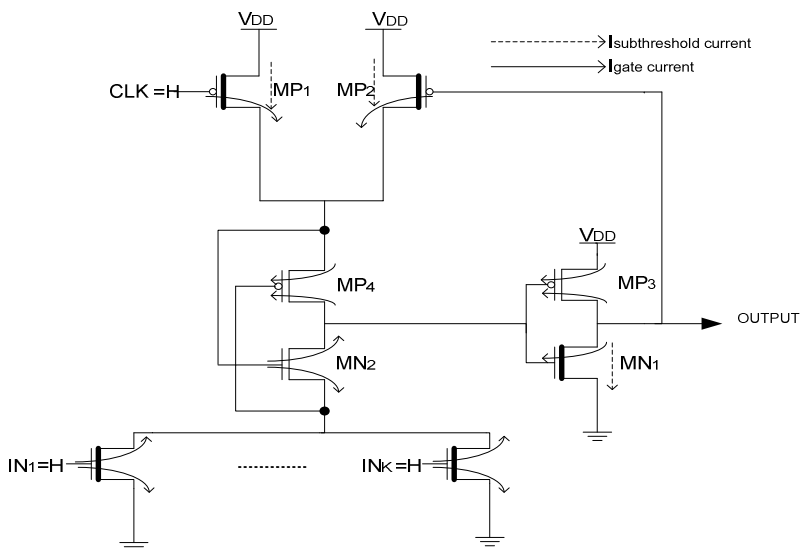 VDD
VDD
Isubthreshold current
Igate current
CLK =H
MP1
MP2
VDD
MP4
MP3
OUTPUT
MN2
MN1
IN1=H
INK=H